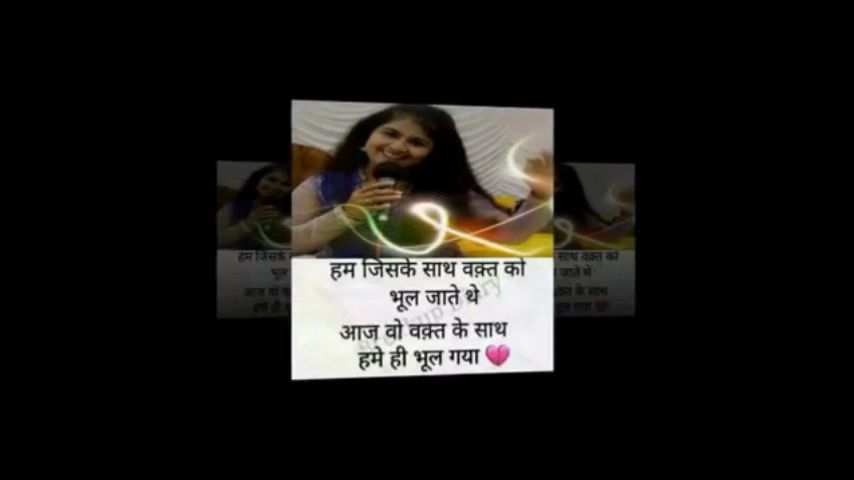 हम जिसके साथ वक़्त को
भूल जाते थे
आज वो वक़्त के साथ
हमे ही भूल गया 💔